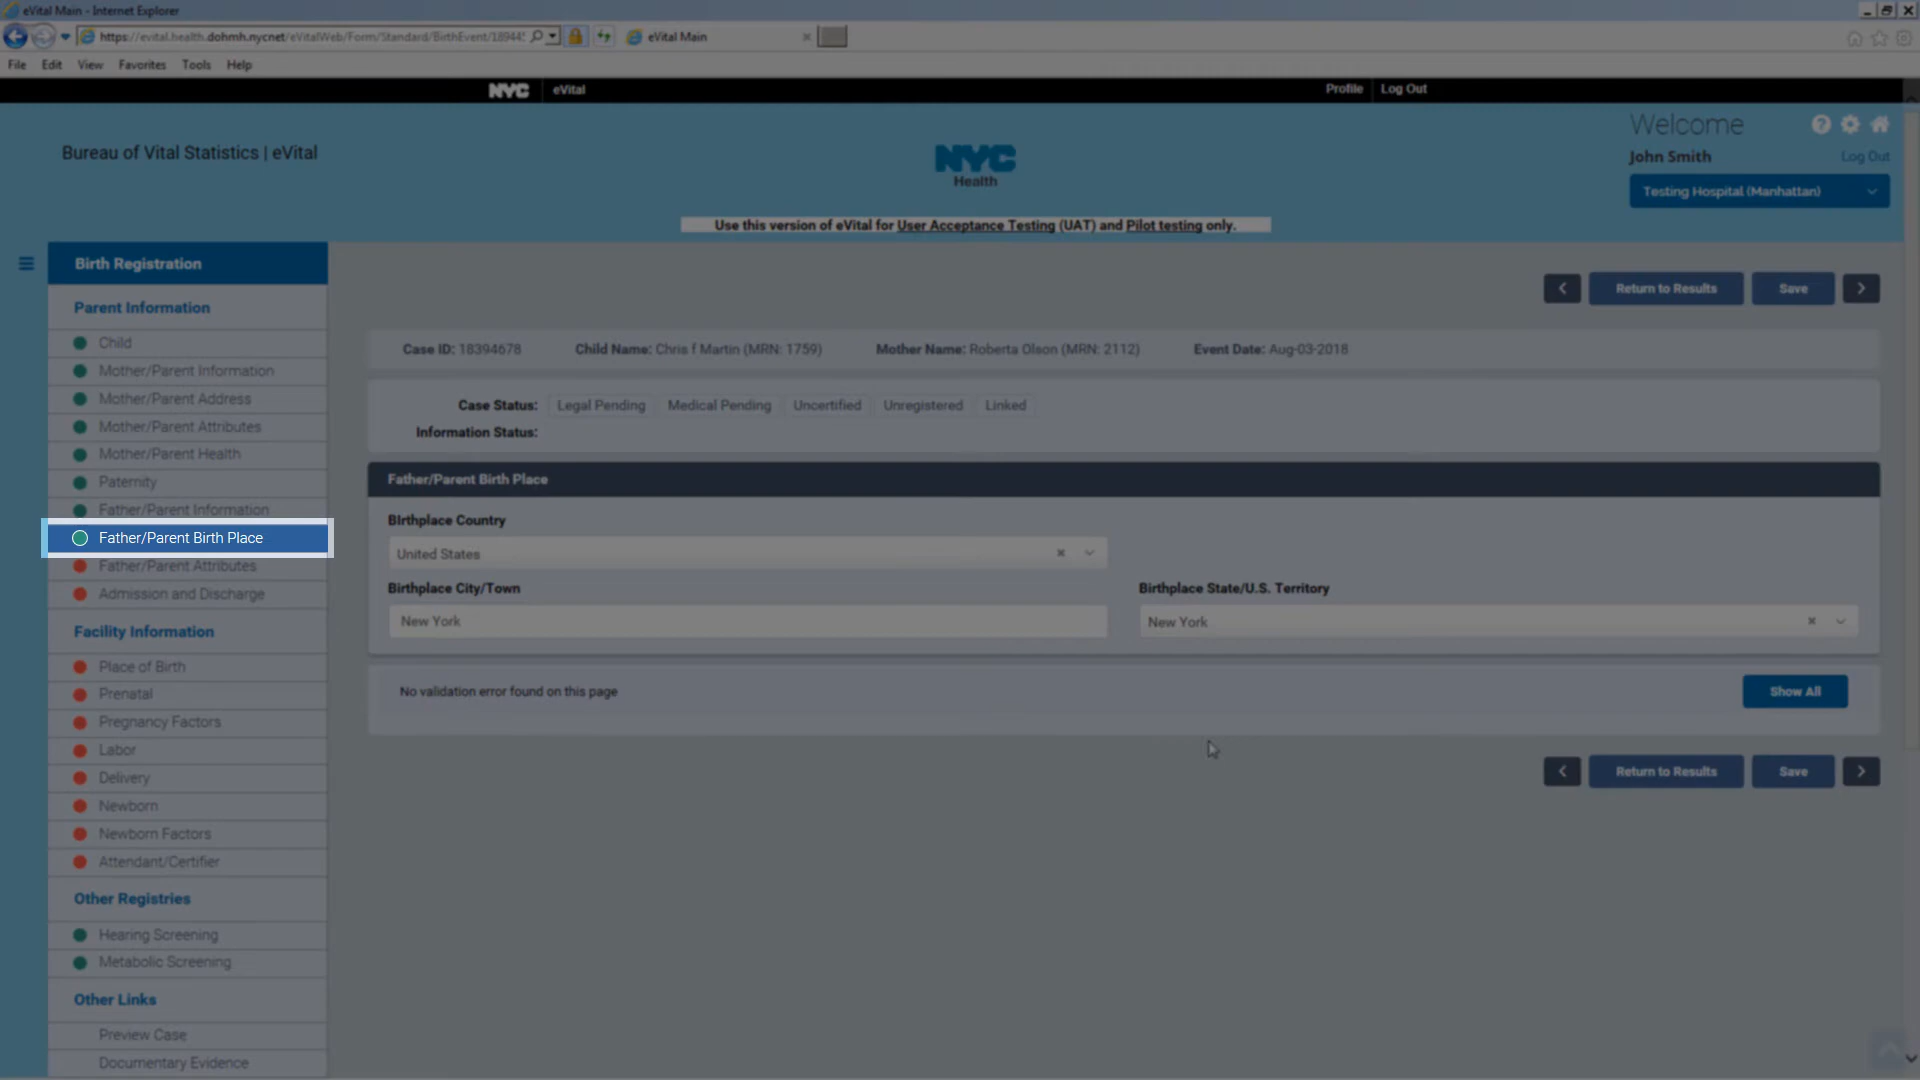 eVital Main - Internet Explorer
https://evital.health.dohmh.nycnet/eVitalWeb/Form/Standard/BirthEvent/18944
eVital Main
File Edit View Favorites Tools Help
NYC eVital
Profile Log Out
Bureau of Vital Statistics | eVital
NYC
Health
Welcome
John Smith
Log Out
Testing Hospital (Manhattan)
Use this version of eVital for User Acceptance Testing (UAT) and Pilot testing only.
Birth Registration
Parent Information
Child
Mother/Parent Information
Mother/Parent Address
Mother/Parent Attributes
Mother/Parent Health
Paternity
Father/Parent Information
Father/Parent Birth Place
Father/Parent Attributes
Admission and Discharge
Facility Information
Place of Birth
Prenatal
Pregnancy Factors
Labor
Delivery
Newborn
Newborn Factors
Attendant/Certifier
Other Registries
Hearing Screening
Metabolic Screening
Other Links
Preview Case
Documentary Evidence
Return to Results Save
Case ID: 18394678 Child Name: Chris f Martin (MRN: 1759) Mother Name: Roberta Olson (MRN: 2112) Event Date: Aug-03-2018
Case Status: Legal Pending Medical Pending Uncertified Unregistered Linked
Information Status:
Father/Parent Birth Place
Birthplace Country
United States
Birthplace City/Town
New York
Birthplace State/U.S. Territory
New York
No validation error found on this page
Show All
Return to Results Save